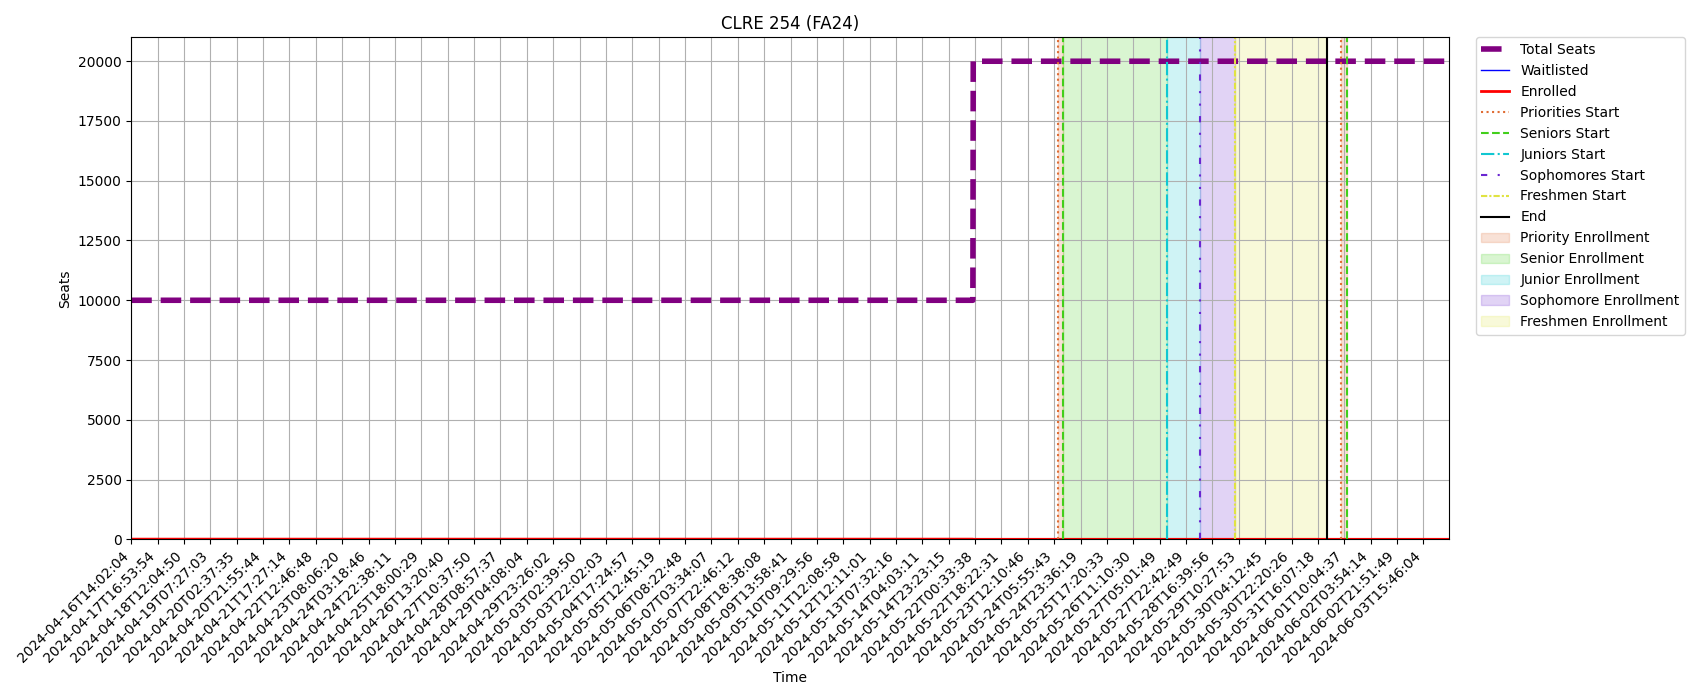 CLRE 254 (FA24)
Total Seats
Waitlisted
Enrolled
Priorities Start
Seniors Start
Juniors Start
Sophomores Start
Freshmen Start
End
Priority Enrollment
Senior Enrollment
Junior Enrollment
Sophomore Enrollment
Freshmen Enrollment
20000
17500
15000
12500
10000
7500
5000
2500
0
Seats
2024-04-16T14:02:04
2024-04-17T16:53:54
2024-04-18T12:04:50
2024-04-19T07:27:03
2024-04-20T02:37:35
2024-04-20T21:55:44
2024-04-21T17:27:14
2024-04-22T12:46:48
2024-04-23T08:06:20
2024-04-24T03:18:46
2024-04-24T22:38:11
2024-04-25T18:00:29
2024-04-26T13:20:40
2024-04-27T10:37:50
2024-04-28T08:57:37
2024-04-29T04:08:04
2024-04-29T23:26:02
2024-05-03T02:39:50
2024-05-03T22:02:03
2024-05-04T17:24:57
2024-05-05T12:45:19
2024-05-06T08:22:48
2024-05-07T03:34:07
2024-05-07T22:46:12
2024-05-08T18:38:08
2024-05-09T13:58:41
2024-05-10T09:29:56
2024-05-11T12:08:58
2024-05-12T12:11:01
2024-05-13T07:32:16
2024-05-14T04:03:11
2024-05-14T23:23:15
2024-05-22T00:33:38
2024-05-22T18:22:31
2024-05-23T12:10:46
2024-05-24T05:55:43
2024-05-24T23:36:19
2024-05-25T17:20:33
2024-05-26T11:10:30
2024-05-27T05:01:49
2024-05-27T22:42:49
2024-05-28T16:39:56
2024-05-29T10:27:53
2024-05-30T04:12:45
2024-05-30T22:20:26
2024-05-31T16:07:18
2024-06-01T10:04:37
2024-06-02T03:54:14
2024-06-02T21:51:49
2024-06-03T15:46:04
Time